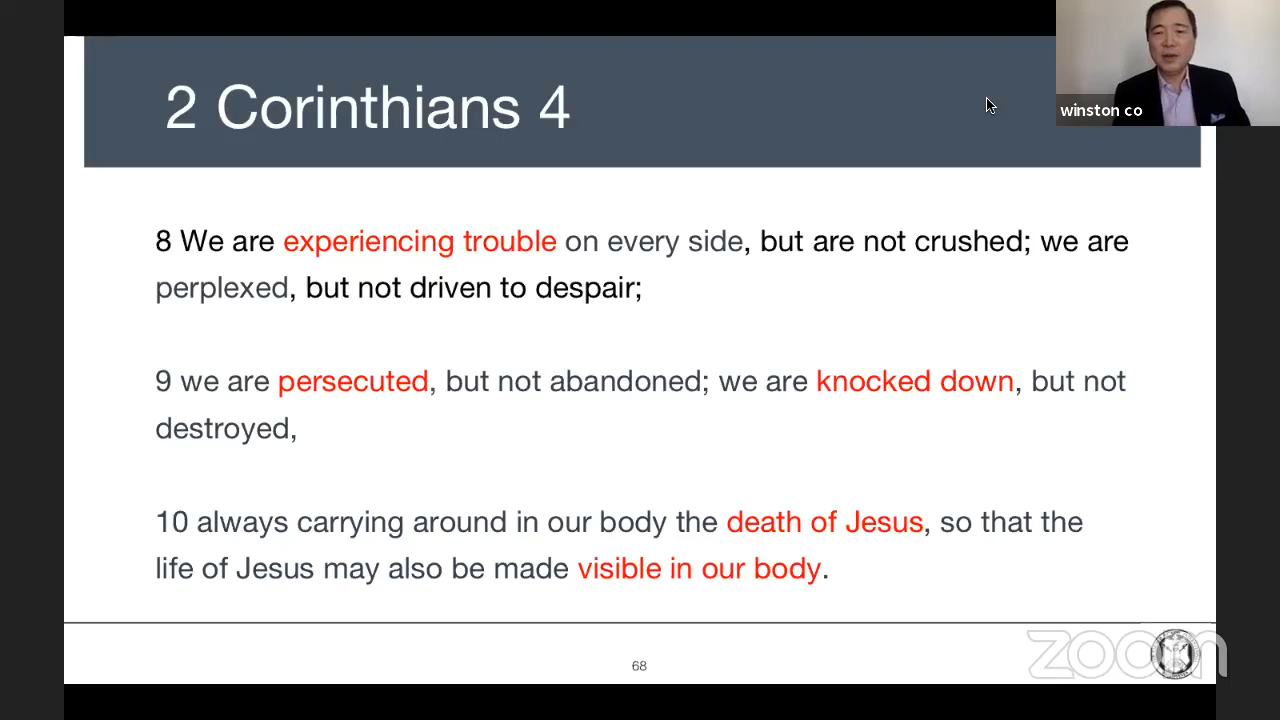 2 Corinthians 4
winston co
8 We are experiencing trouble on every side, but are not crushed; we are
perplexed, but not driven to despair;
9 we are persecuted, but not abandoned; we are knocked down, but not
destroyed,
10 always carrying around in our body the death of Jesus, so that the
life of Jesus may also be made visible in our body.
68
zoom